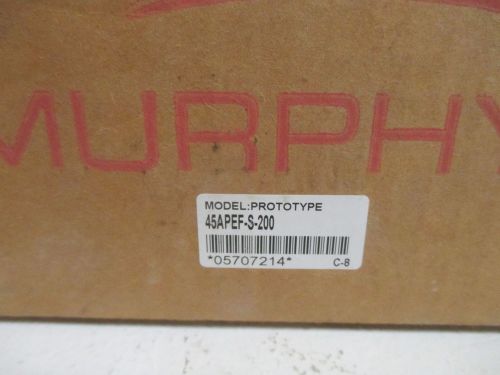 MURPHY
MODEL:PROTOTYPE
45APEF-S-200
*05707214* C-8